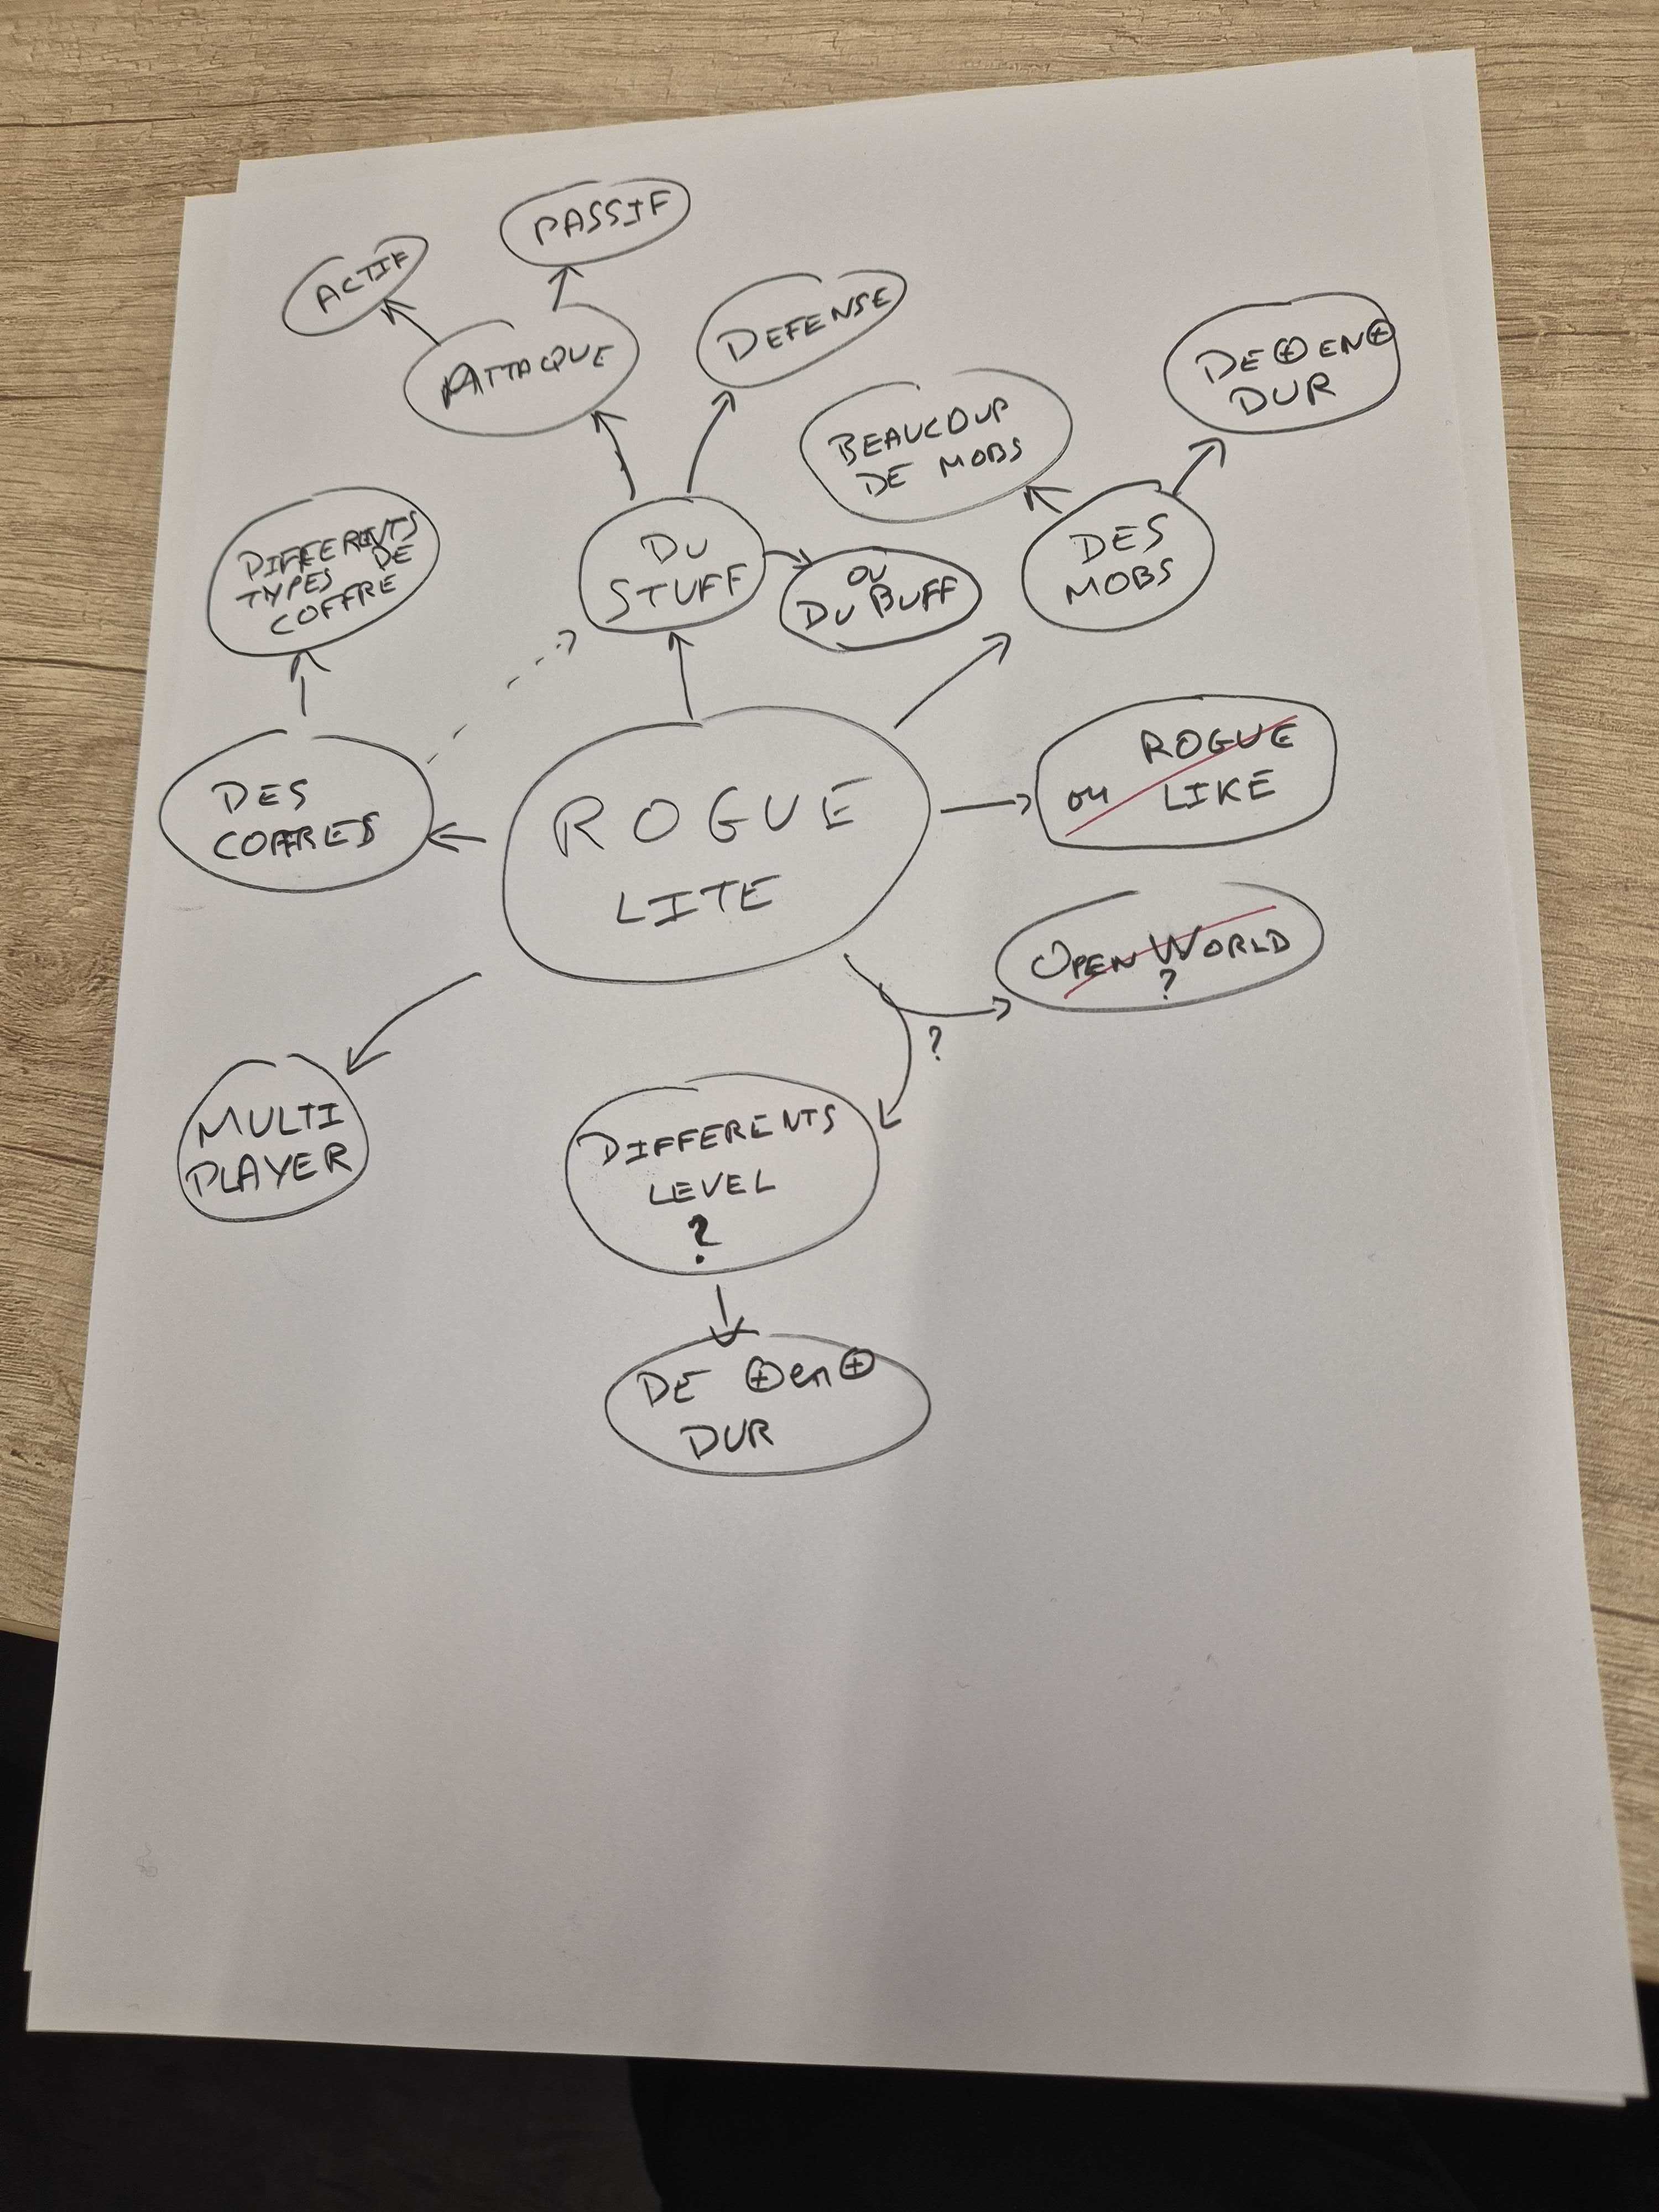 PASSIF
ACTIF
ATTAQUE
DEFENSE
DE ⊕ EN ⊕
DUR
BEAUCOUP
DE MOBS
DIFFERENTS
TYPES DE
COFFRE
DU
STUFF
OU
DU BUFF
DES
MOBS
ROGUE
ou LIKE
DES
COFFRES
ROGUE
LITE
OPEN WORLD
?
?
MULTI
PLAYER
DIFFERENTS
LEVEL
?
DE ⊕ en ⊕
DUR